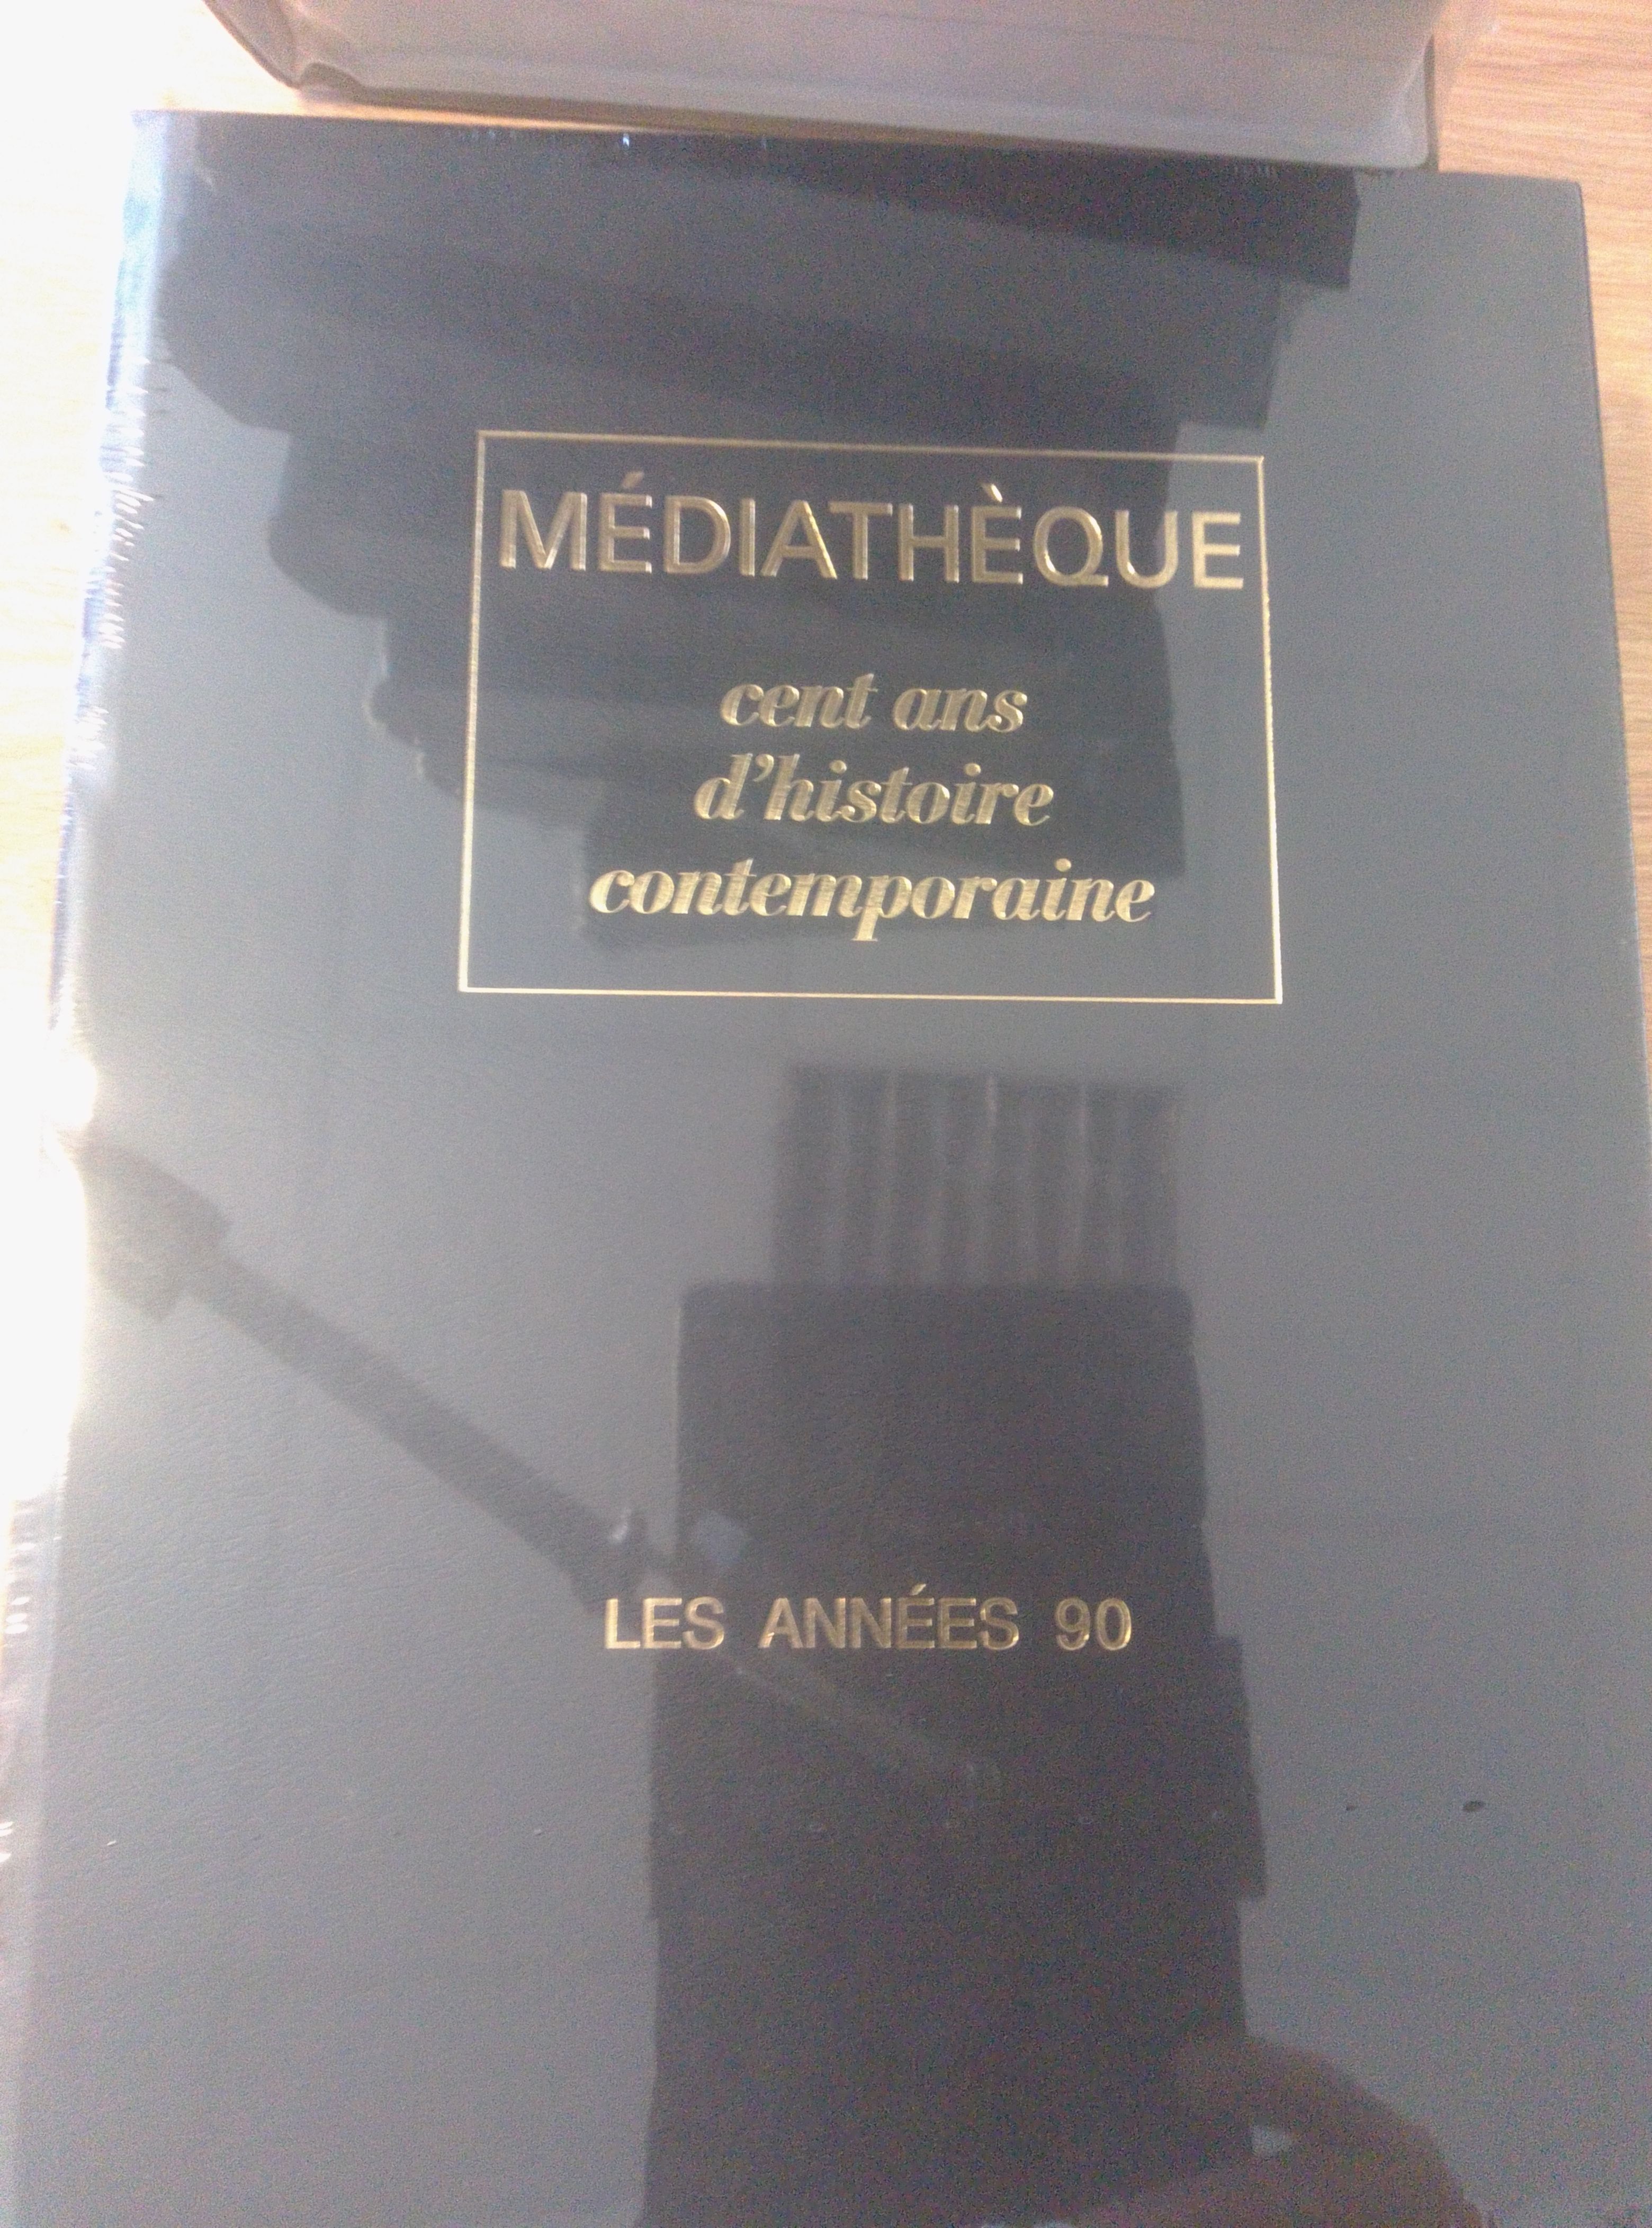 MÉDIATHÈQUE
cent ans
d'histoire
contemporaine
LES ANNÉES 90